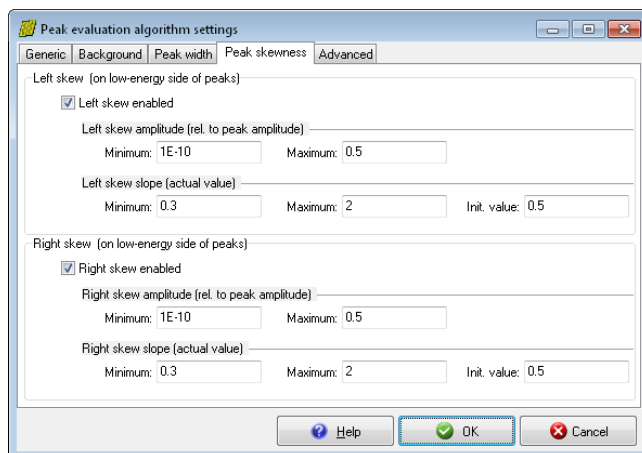 Peak evaluation algorithm settings
Generic Background Peak width Peak skewness Advanced
Left skew (on low-energy side of peaks)
Left skew enabled
Left skew amplitude (rel. to peak amplitude)
Minimum: 1E-10 Maximum: 0.5
Left skew slope (actual value)
Minimum: 0.3 Maximum: 2 Init. value: 0.5
Right skew (on low-energy side of peaks)
Right skew enabled
Right skew amplitude (rel. to peak amplitude)
Minimum: 1E-10 Maximum: 0.5
Right skew slope (actual value)
Minimum: 0.3 Maximum: 2 Init. value: 0.5
Help OK Cancel